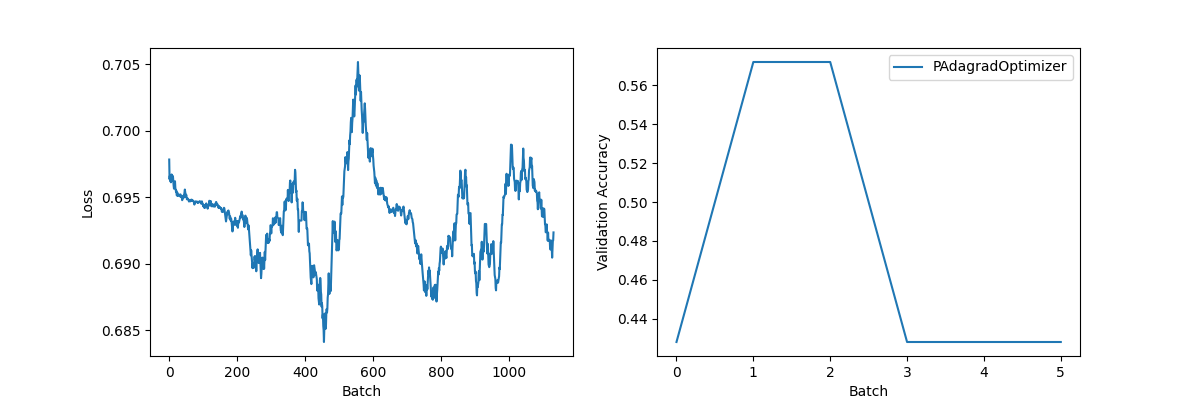 0.705
0.700
0.695
0.690
0.685
Loss
0 200 400 600 800 1000
Batch
PAdagradOptimizer
0.56
0.54
0.52
0.50
0.48
0.46
0.44
Validation Accuracy
0 1 2 3 4 5
Batch